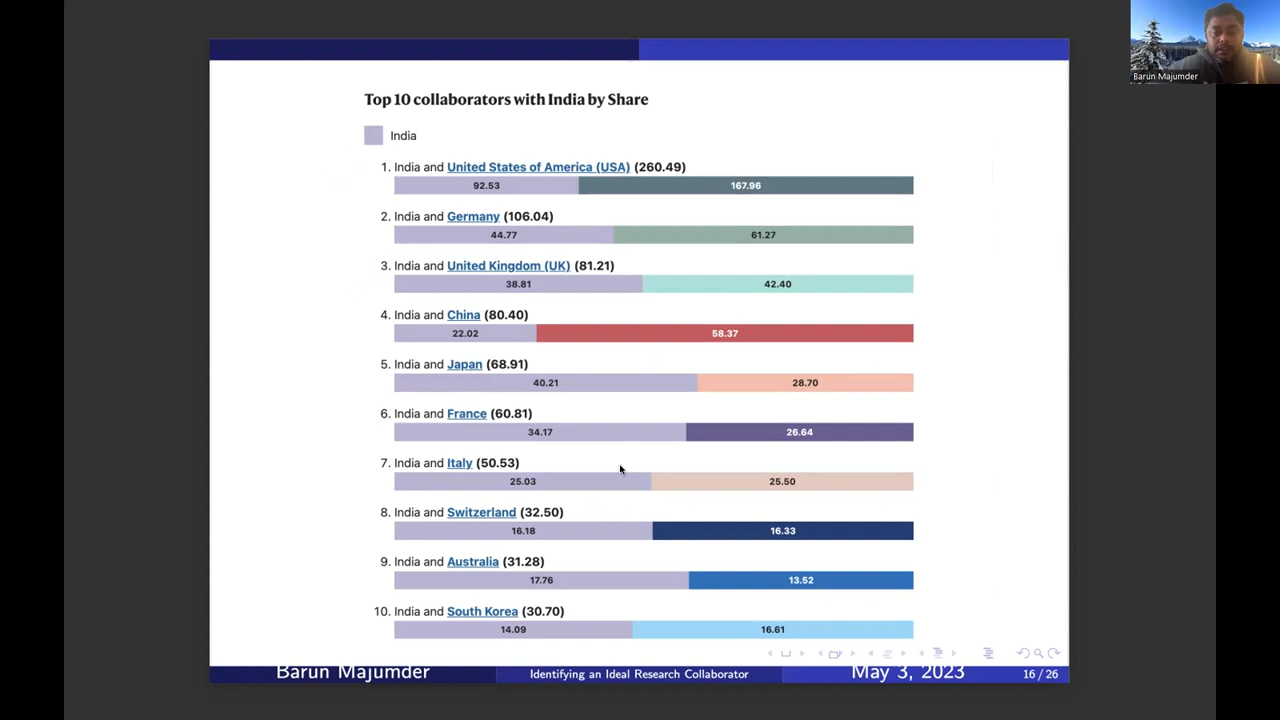 Barun Majumder
Top 10 collaborators with India by Share
India
1. India and United States of America (USA) (260.49)
92.53 167.96
2. India and Germany (106.04)
44.77 61.27
3. India and United Kingdom (UK) (81.21)
38.81 42.40
4. India and China (80.40)
22.02 58.37
5. India and Japan (68.91)
40.21 28.70
6. India and France (60.81)
34.17 26.64
7. India and Italy (50.53)
25.03 25.50
8. India and Switzerland (32.50)
16.18 16.33
9. India and Australia (31.28)
17.76 13.52
10. India and South Korea (30.70)
14.09 16.61
Barun Majumder Identifying an Ideal Research Collaborator May 3, 2023 16 / 26